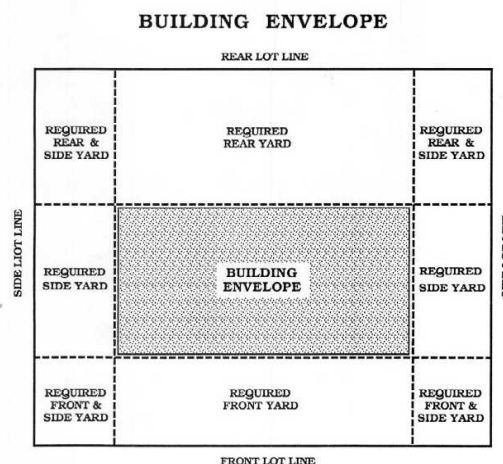 BUILDING ENVELOPE
REAR LOT LINE
REQUIRED
REAR &
SIDE YARD
REQUIRED
REAR YARD
REQUIRED
REAR &
SIDE YARD
SIDE LIOT LINE
REQUIRED
SIDE YARD
BUILDING
ENVELOPE
REQUIRED
SIDE YARD
REQUIRED
FRONT &
SIDE YARD
REQUIRED
FRONT YARD
REQUIRED
FRONT &
SIDE YARD
FRONT LOT LINE